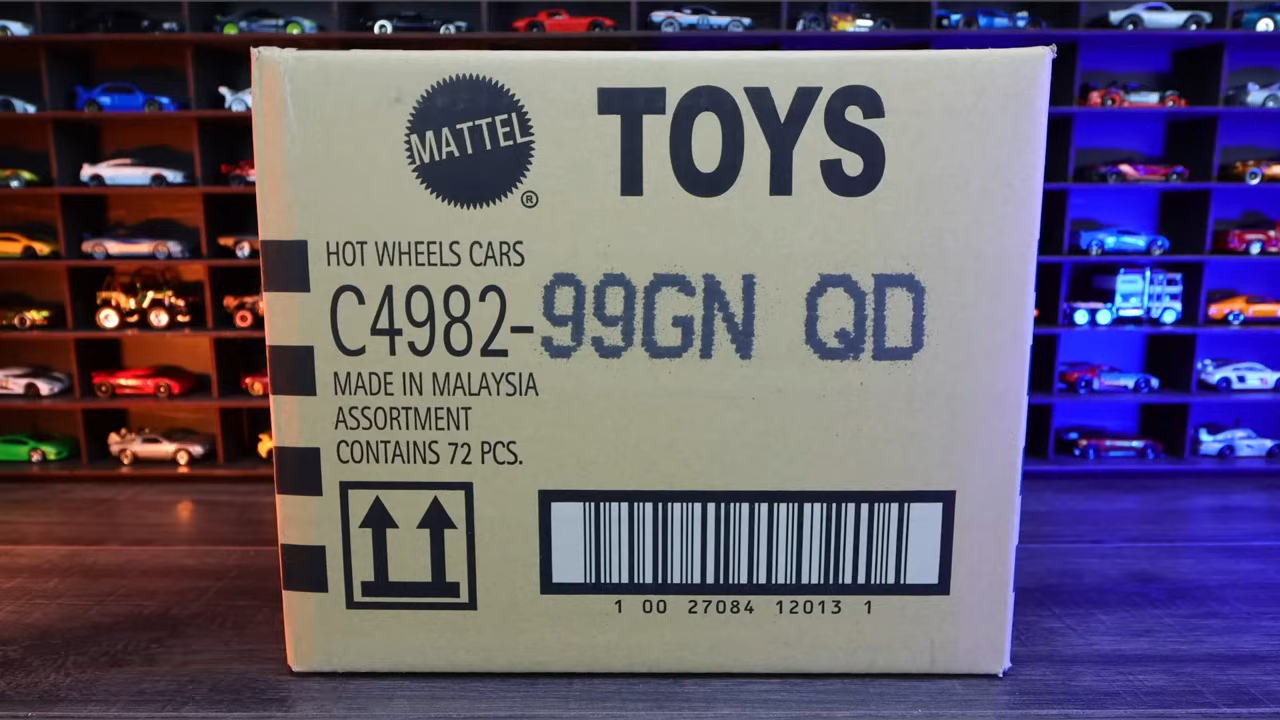 MATTEL ® TOYS
HOT WHEELS CARS
C4982-99GN QD
MADE IN MALAYSIA
ASSORTMENT
CONTAINS 72 PCS.
1 00 27084 12013 1